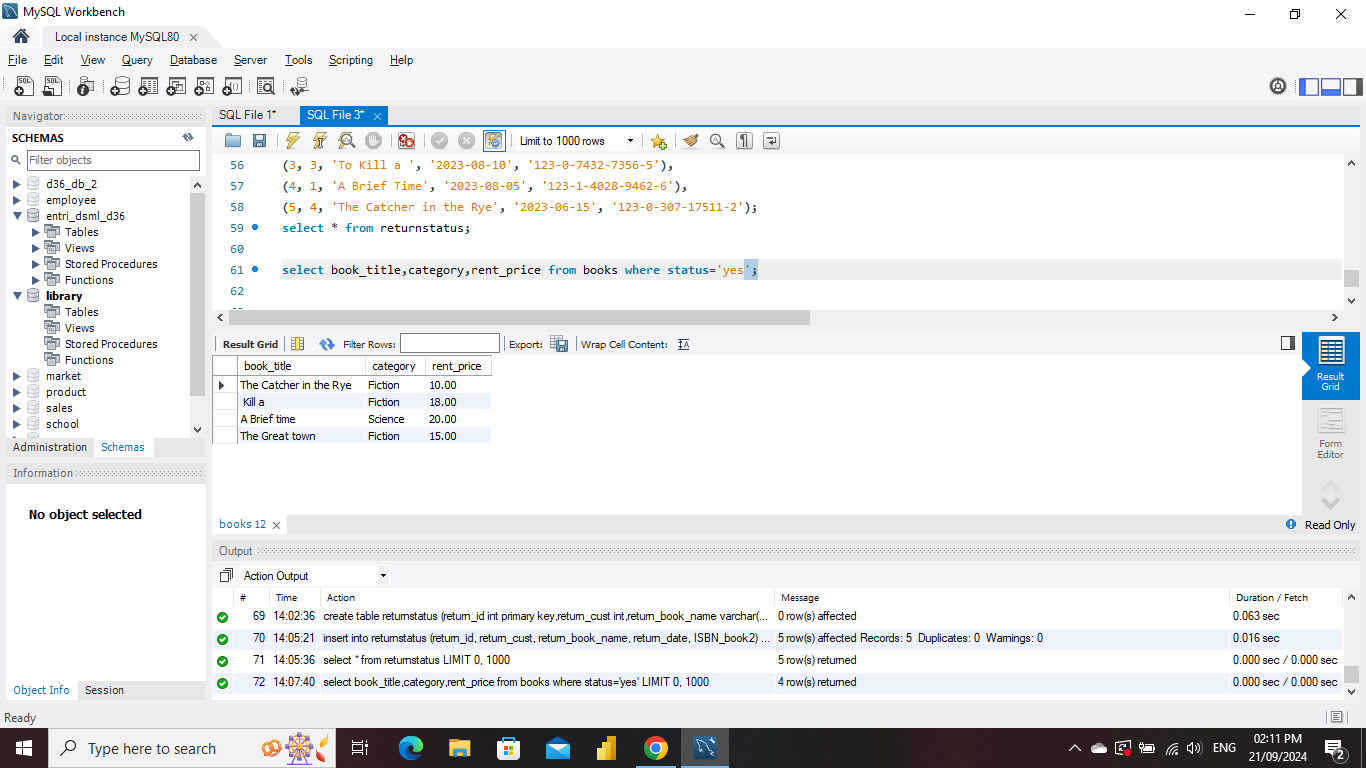 MySQL Workbench
Local instance MySQL80
File Edit View Query Database Server Tools Scripting Help
Navigator
SCHEMAS
Filter objects
d36_db_2
employee
entri_dsml_d36
Tables
Views
Stored Procedures
Functions
library
Tables
Views
Stored Procedures
Functions
market
product
sales
school
Administration Schemas
Information
No object selected
Object Info Session
SQL File 1* SQL File 3*
Limit to 1000 rows
56 (3, 3, 'To Kill a ', '2023-08-10', '123-0-7432-7356-5'),
57 (4, 1, 'A Brief Time', '2023-08-05', '123-1-4028-9462-6'),
58 (5, 4, 'The Catcher in the Rye', '2023-06-15', '123-0-307-17511-2');
59 select * from returnstatus;
60
61 select book_title,category,rent_price from books where status='yes';
62
Result Grid Filter Rows: Export: Wrap Cell Content:
book_title category rent_price
The Catcher in the Rye Fiction 10.00
Kill a Fiction 18.00
A Brief time Science 20.00
The Great town Fiction 15.00
Result
Grid
Form
Editor
books 12
Read Only
Output
Action Output
# Time Action Message Duration / Fetch
69 14:02:36 create table returnstatus (return_id int primary key,return_cust int,return_book_name varchar(... 0 row(s) affected 0.063 sec
70 14:05:21 insert into returnstatus (return_id, return_cust, return_book_name, return_date, ISBN_book2) ... 5 row(s) affected Records: 5 Duplicates: 0 Warnings: 0 0.016 sec
71 14:05:36 select * from returnstatus LIMIT 0, 1000 5 row(s) returned 0.000 sec / 0.000 sec
72 14:07:40 select book_title,category,rent_price from books where status='yes' LIMIT 0, 1000 4 row(s) returned 0.000 sec / 0.000 sec
Ready
Type here to search
ENG
02:11 PM
21/09/2024
2